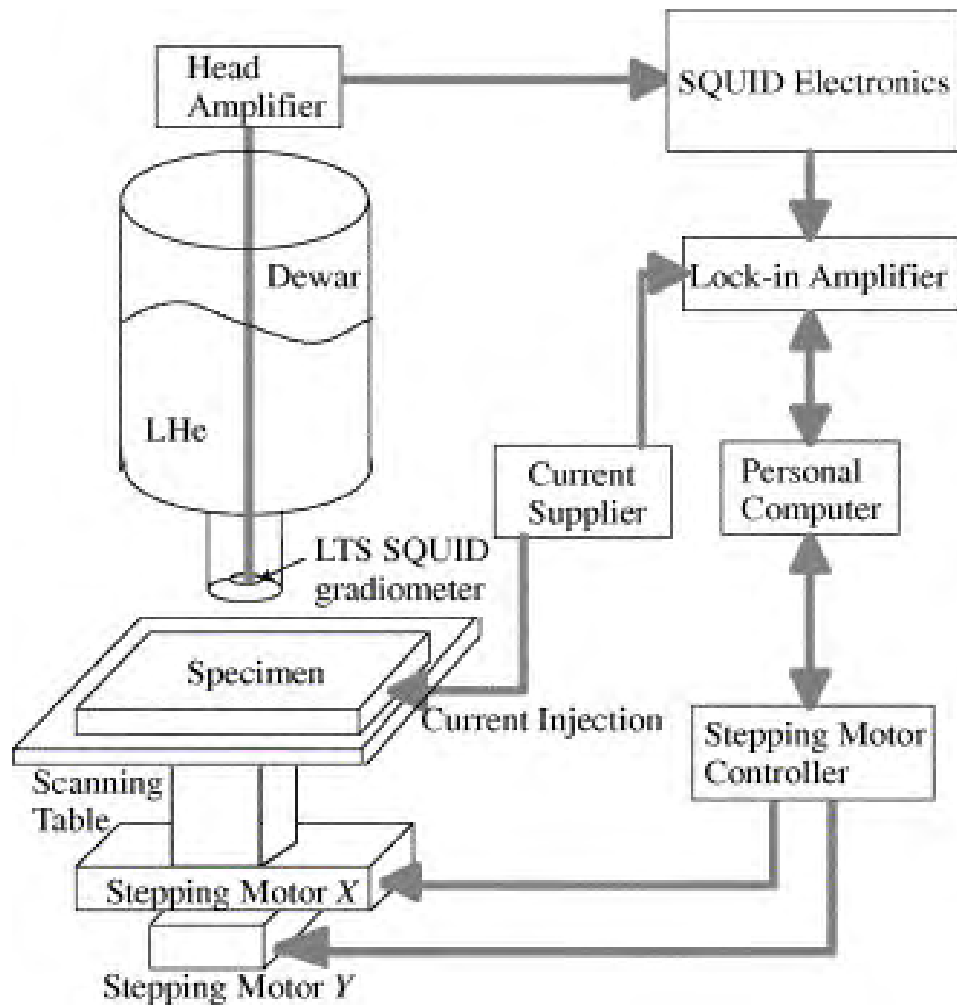 Head
Amplifier
SQUID Electronics
Dewar
Lock-in Amplifier
LHe
Current
Supplier
Personal
Computer
LTS SQUID
gradiometer
Specimen
Current Injection
Stepping Motor
Controller
Scanning
Table
Stepping Motor X
Stepping Motor Y